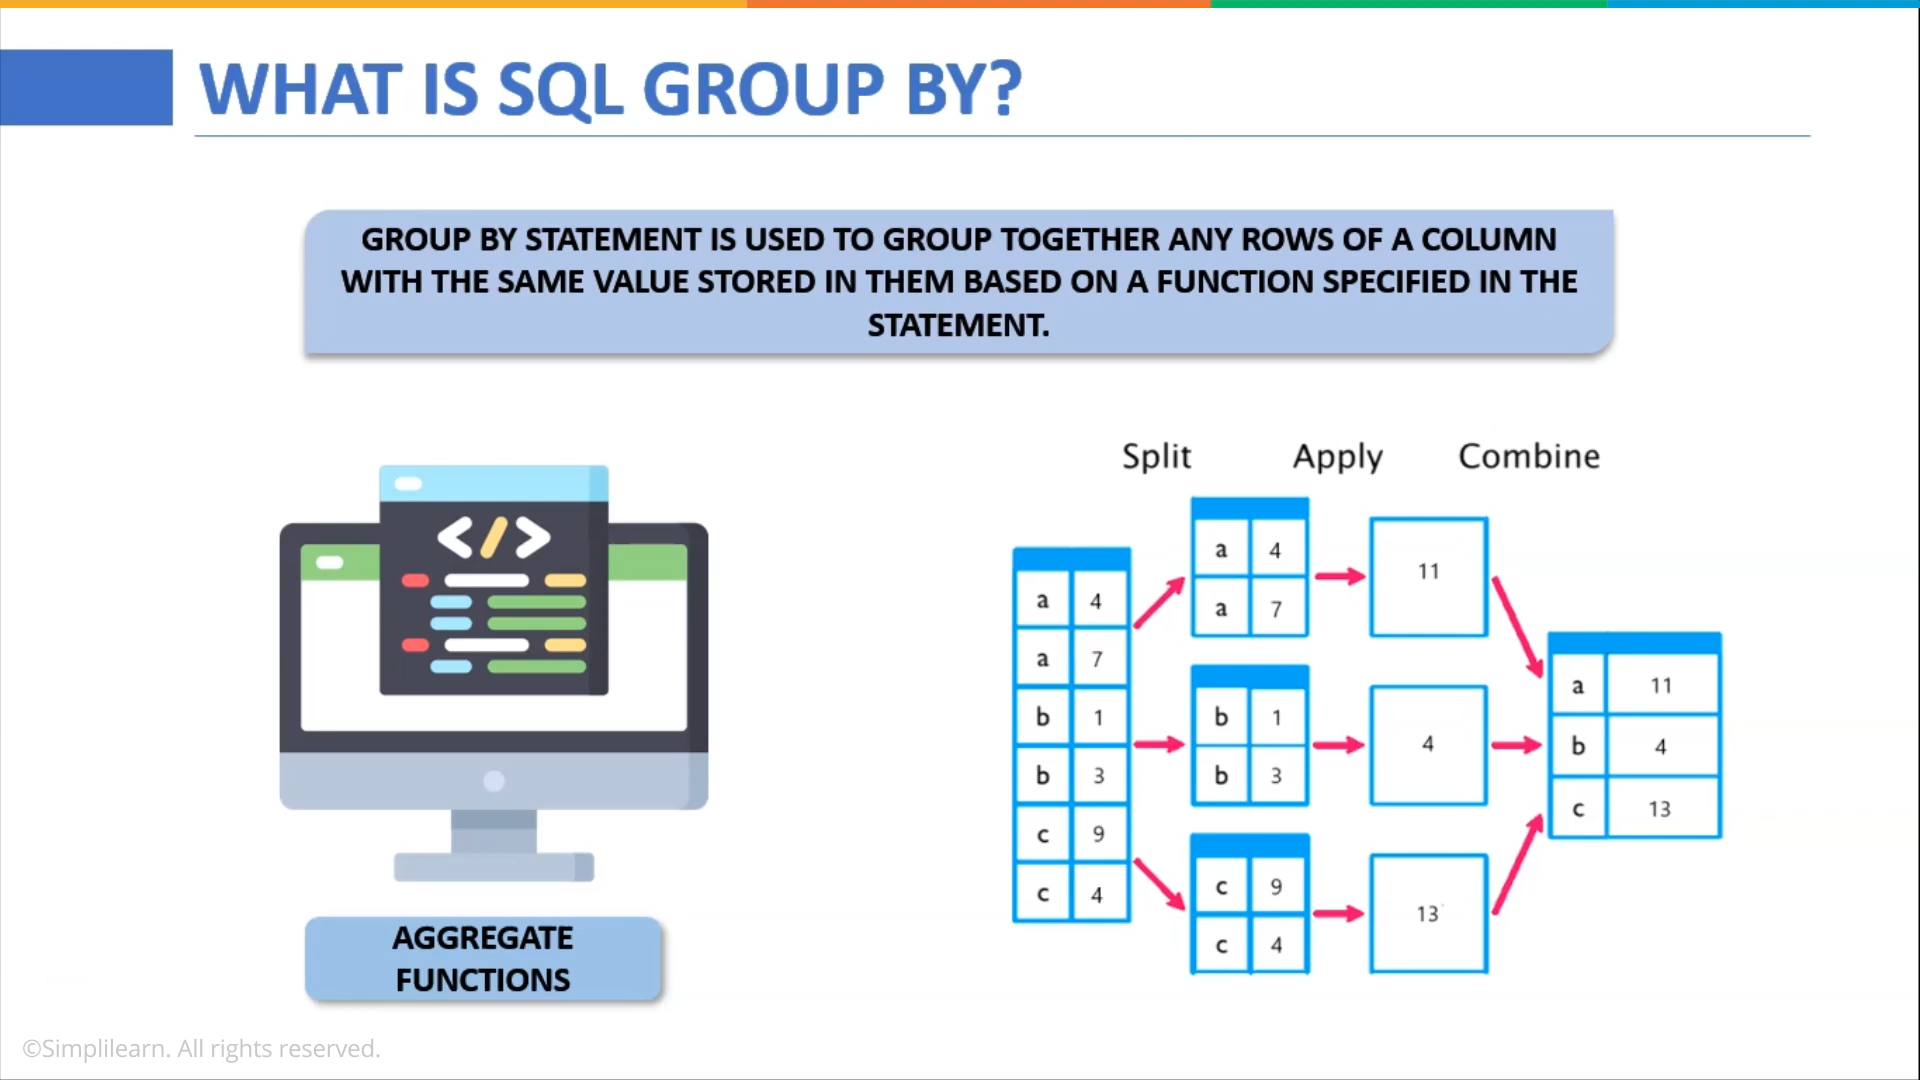 WHAT IS SQL GROUP BY?
GROUP BY STATEMENT IS USED TO GROUP TOGETHER ANY ROWS OF A COLUMN
WITH THE SAME VALUE STORED IN THEM BASED ON A FUNCTION SPECIFIED IN THE
STATEMENT.
</>
AGGREGATE
FUNCTIONS
Split Apply Combine
a 4
a 7
b 1
b 3
c 9
c 4
a 4
a 7
b 1
b 3
c 9
c 4
11
4
13
a 11
b 4
c 13
©Simplilearn. All rights reserved.